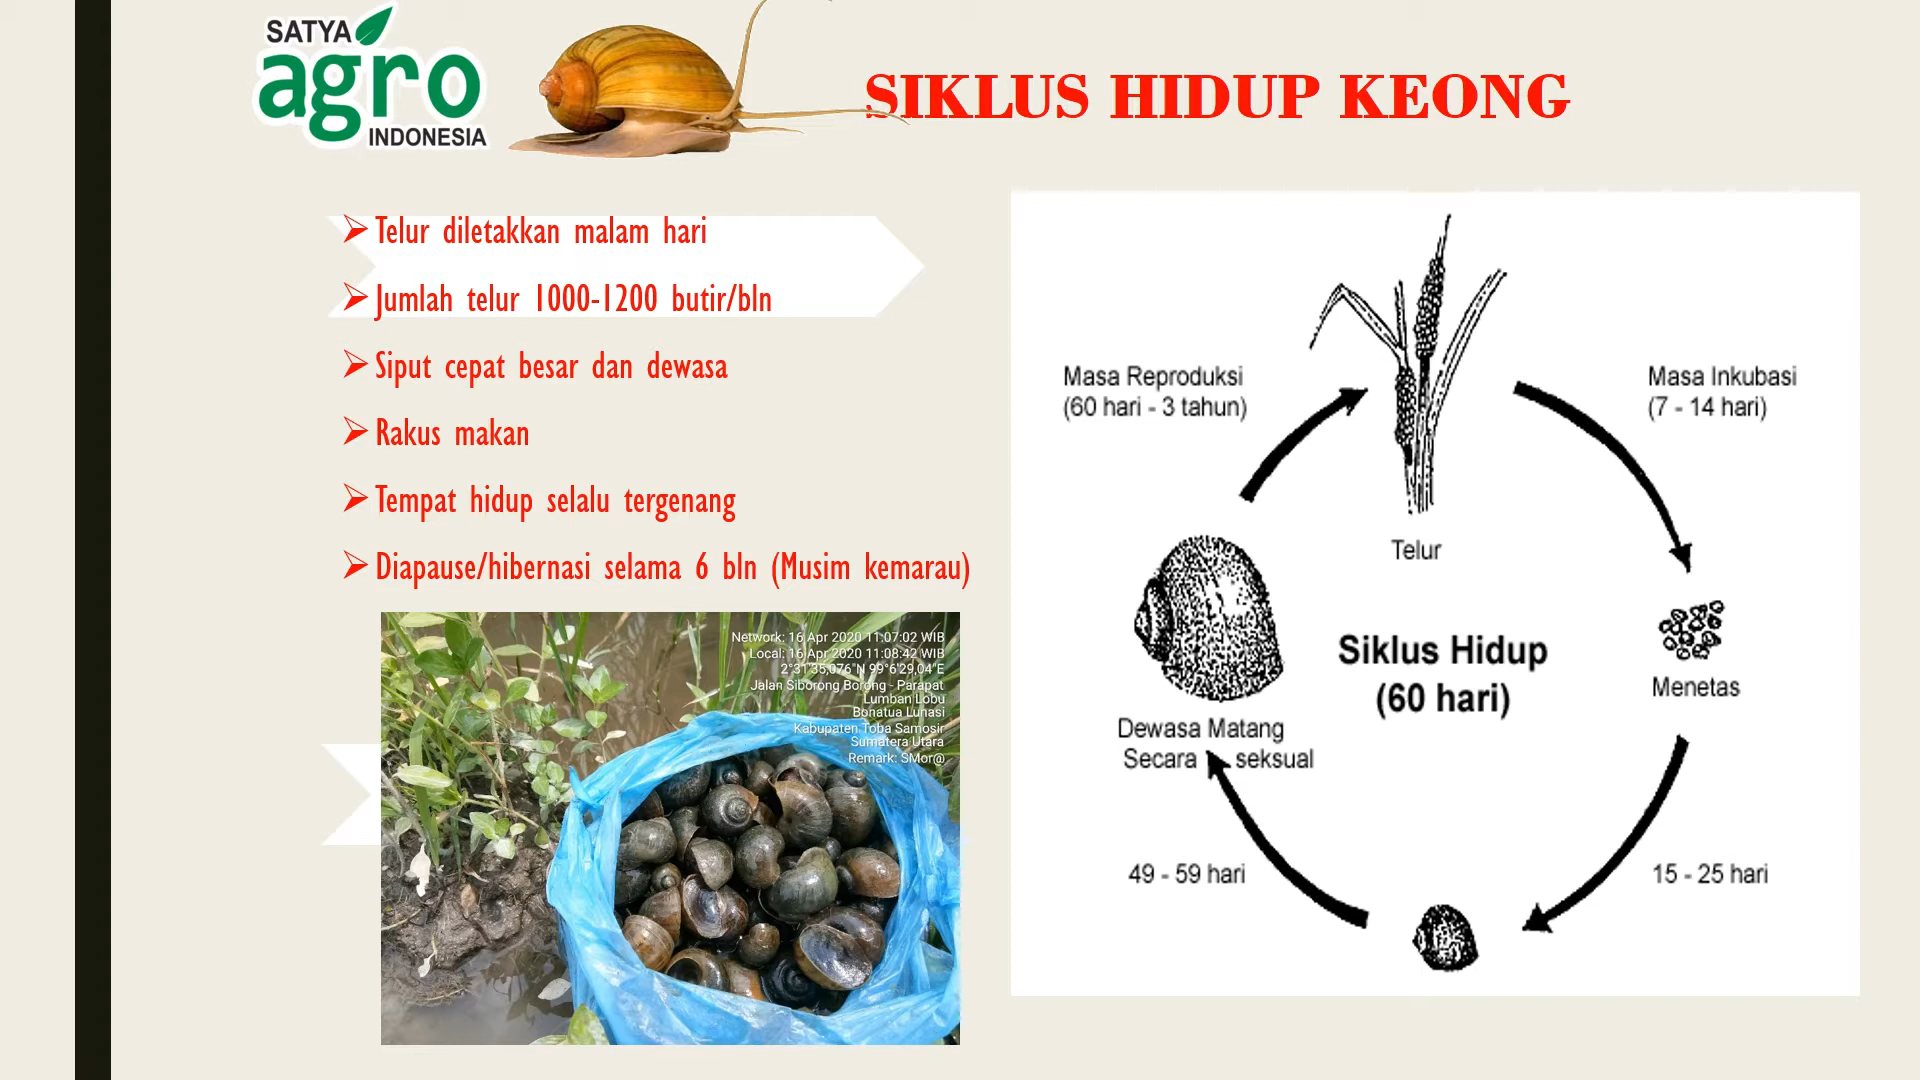 SATYA
agro
INDONESIA
SIKLUS HIDUP KEONG
Telur diletakkan malam hari
Jumlah telur 1000-1200 butir/bln
Siput cepat besar dan dewasa
Rakus makan
Tempat hidup selalu tergenang
Diapause/hibernasi selama 6 bln (Musim kemarau)
Network: 16 Apr 2020 11:07:02 WIB
Local: 16 Apr 2020 11:08:42 WIB
2°31'35,076"N 99°6'29,04"E
Jalan Siborong Borong - Parapat
Lumban Lobu
Bonatua Lunasi
Kabupaten Toba Samosir
Sumatera Utara
Remark: SMor@
Masa Reproduksi
(60 hari - 3 tahun)
Masa Inkubasi
(7 - 14 hari)
Telur
Siklus Hidup
(60 hari)
Menetas
Dewasa Matang
Secara seksual
49 - 59 hari
15 - 25 hari